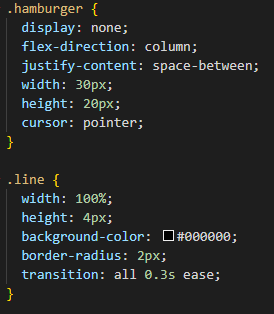 .hamburger {
  display: none;
  flex-direction: column;
  justify-content: space-between;
  width: 30px;
  height: 20px;
  cursor: pointer;
}

.line {
  width: 100%;
  height: 4px;
  background-color: #000000;
  border-radius: 2px;
  transition: all 0.3s ease;
}